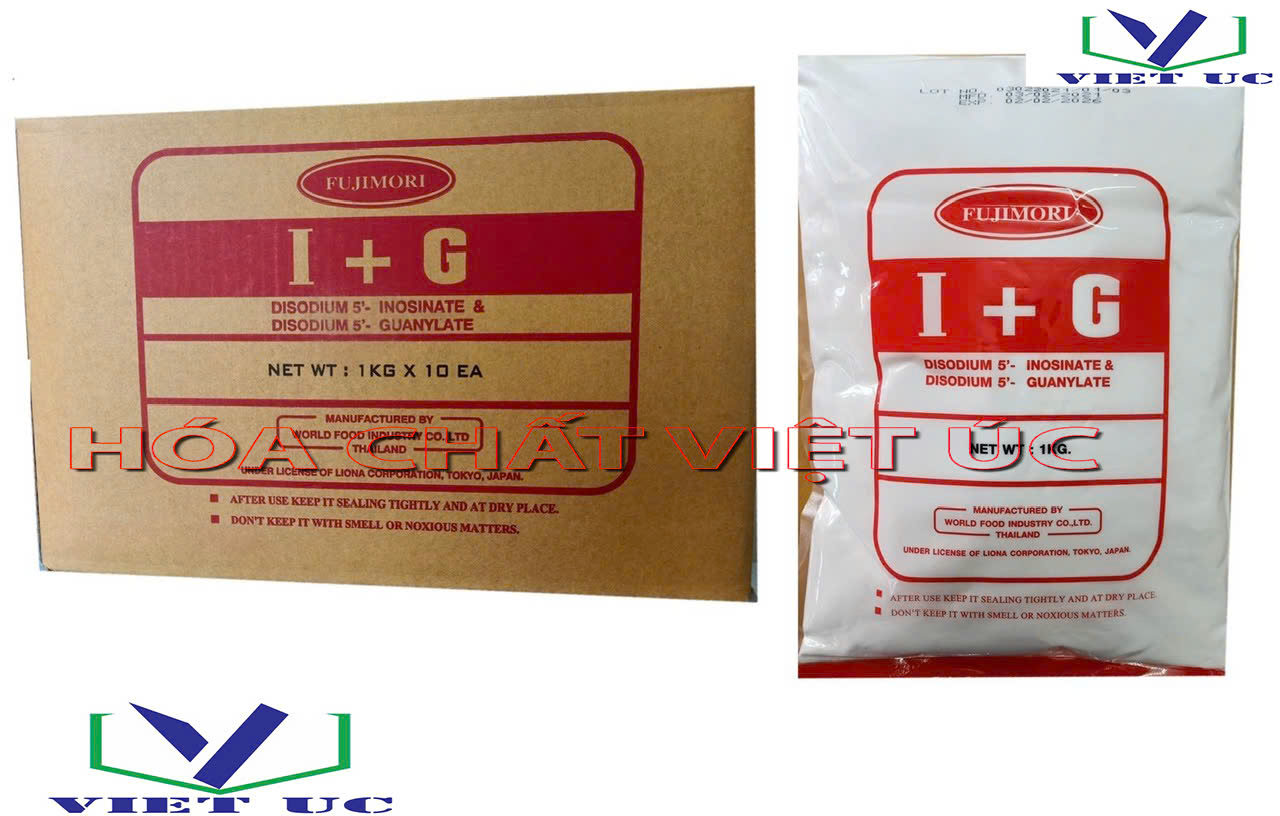 VIET UC
FUJIMORI
I + G
DISODIUM 5'- INOSINATE &
DISODIUM 5'- GUANYLATE
NET WT : 1KG X 10 EA
MANUFACTURED BY
WORLD FOOD INDUSTRY CO., LTD
THAILAND
UNDER LICENSE OF LIONA CORPORATION, TOKYO, JAPAN.
AFTER USE KEEP IT SEALING TIGHTLY AND AT DRY PLACE.
DON'T KEEP IT WITH SMELL OR NOXIOUS MATTERS.
LOT NO
FUJIMORI
I + G
DISODIUM 5'- INOSINATE &
DISODIUM 5'- GUANYLATE
NET WT : 1KG.
MANUFACTURED BY
WORLD FOOD INDUSTRY CO.,LTD.
THAILAND
UNDER LICENSE OF LIONA CORPORATION, TOKYO, JAPAN.
AFTER USE KEEP IT SEALING TIGHTLY AND AT DRY PLACE.
DON'T KEEP IT WITH SMELL OR NOXIOUS MATTERS.
HÓA CHẤT VIỆT ÚC
VIET UC